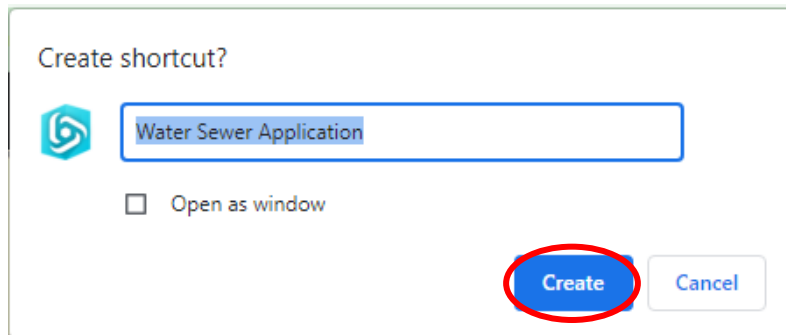 Create shortcut?
Water Sewer Application
Open as window
Create
Cancel